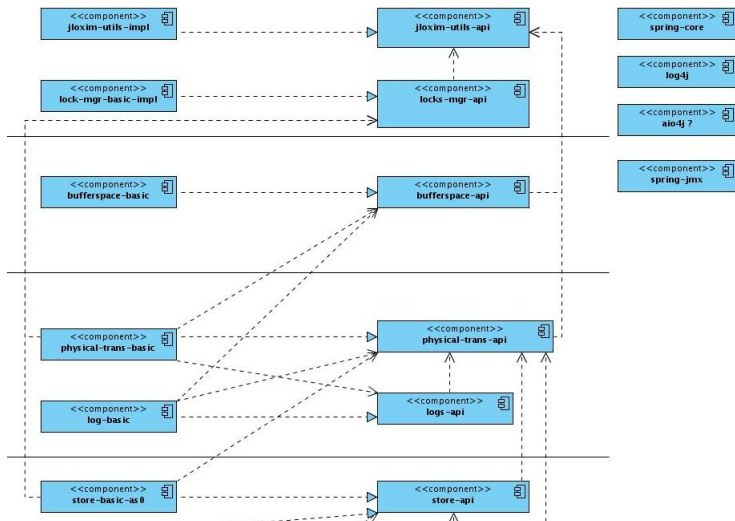 <<component>>
jloxim-utils-impl
<<component>>
jloxim-utils-api
<<component>>
spring-core
<<component>>
log4j
<<component>>
lock-mgr-basic-impl
<<component>>
locks-mgr-api
<<component>>
aio4j ?
<<component>>
bufferspace-basic
<<component>>
bufferspace-api
<<component>>
spring-jmx
<<component>>
physical-trans-basic
<<component>>
physical-trans-api
<<component>>
log-basic
<<component>>
logs-api
<<component>>
store-basic-as0
<<component>>
store-api